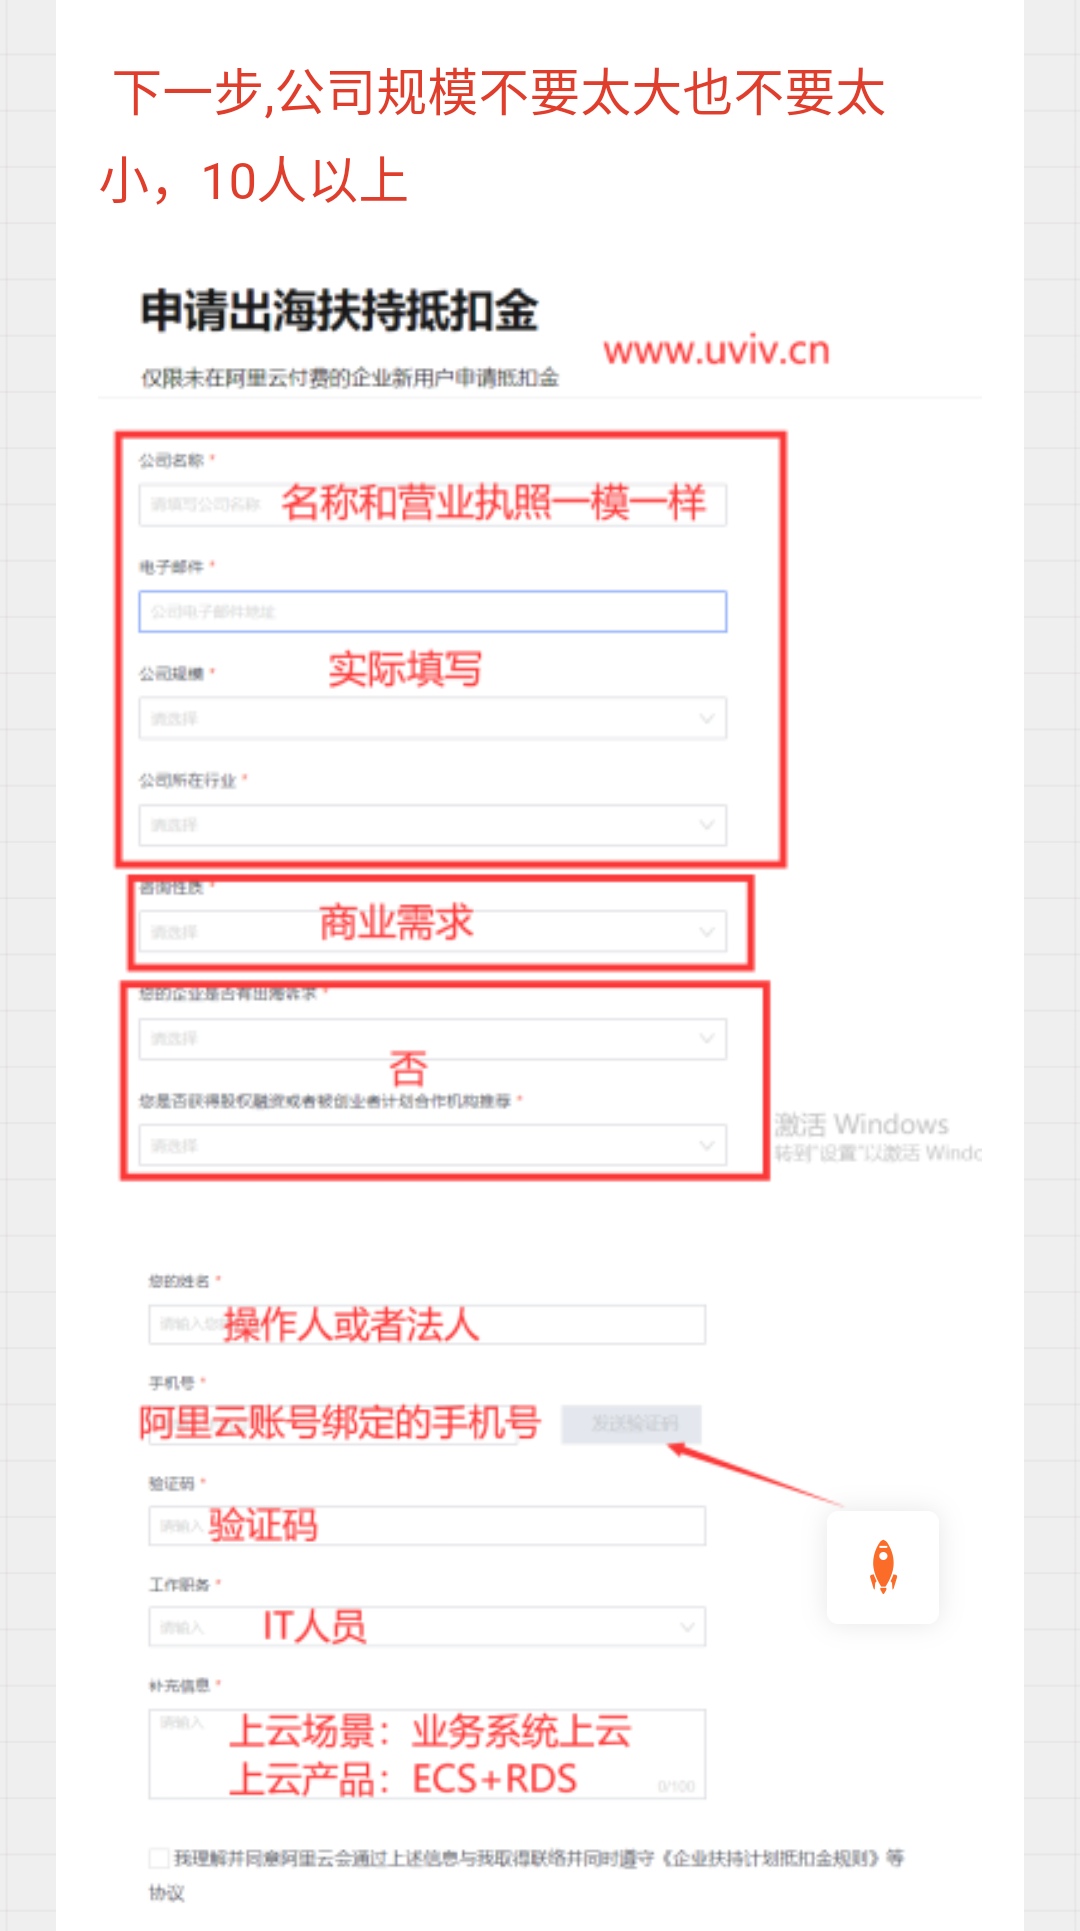 下一步,公司规模不要太大也不要太
小，10人以上
申请出海扶持抵扣金
www.uviv.cn
仅限未在阿里云付费的企业新用户申请抵扣金
公司名称 *
请填写公司名称 名称和营业执照一模一样
电子邮件 *
公司电子邮件地址
公司规模 * 实际填写
请选择
公司所在行业 *
请选择
咨询性质 *
请选择 商业需求
您的企业是否有出海诉求 *
请选择
否
您是否获得股权融资或者被创业者计划合作机构推荐 *
激活 Windows
请选择
转到"设置"以激活 Windc
您的姓名 *
请输入您 操作人或者法人
手机号 *
阿里云账号绑定的手机号 发送验证码
验证码 *
请输入 验证码
工作职务 *
请输入 IT人员
补充信息 *
请输入 上云场景：业务系统上云
上云产品：ECS+RDS 0/100
我理解并同意阿里云会通过上述信息与我取得联络并同时遵守《企业扶持计划抵扣金规则》等
协议